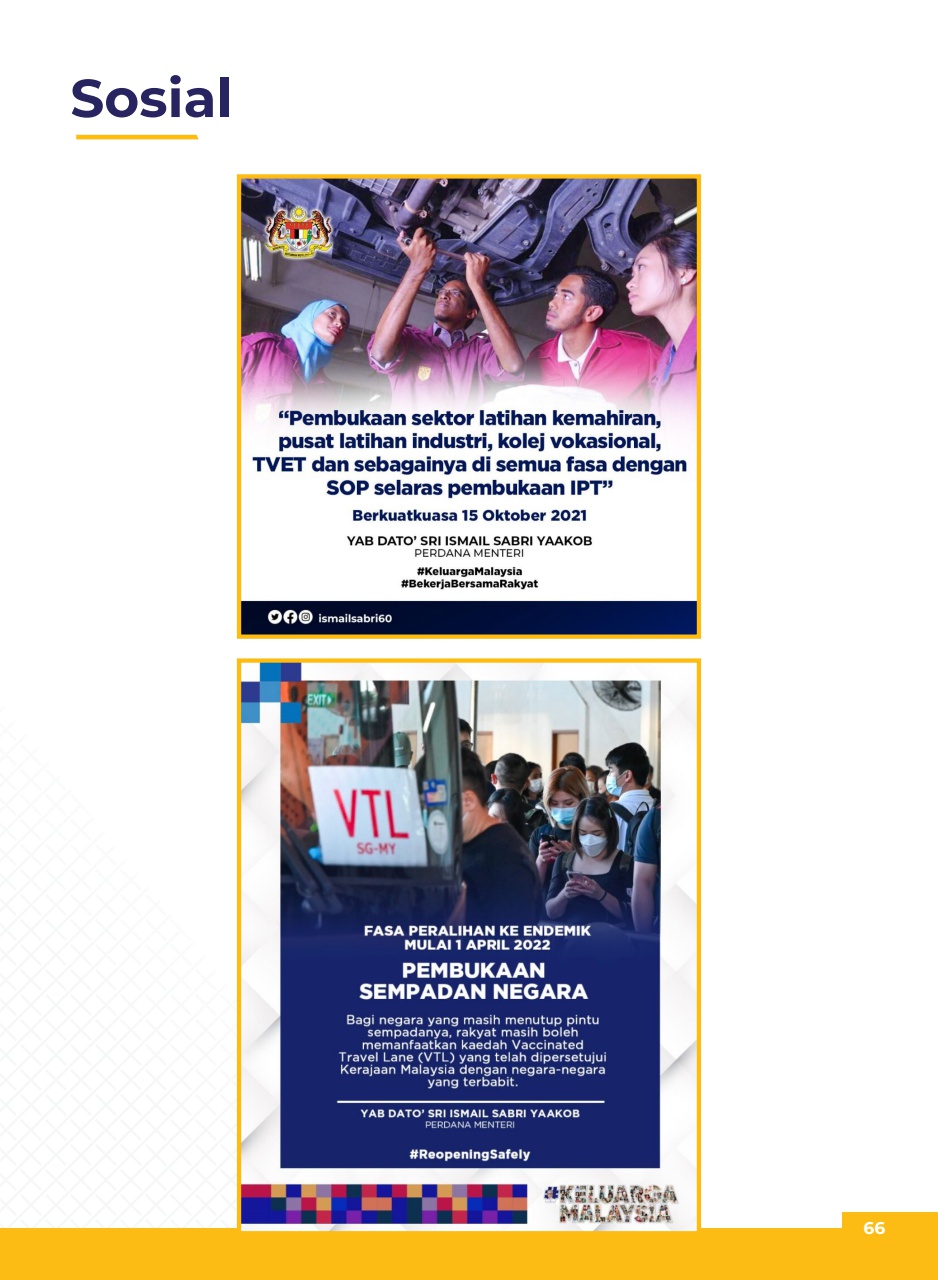 Sosial
“Pembukaan sektor latihan kemahiran,
pusat latihan industri, kolej vokasional,
TVET dan sebagainya di semua fasa dengan
SOP selaras pembukaan IPT”
Berkuatkuasa 15 Oktober 2021
YAB DATO’ SRI ISMAIL SABRI YAAKOB
PERDANA MENTERI
#KeluargaMalaysia
#BekerjaBersamaRakyat
ismailsabri60
EXIT
VTL
SG-MY
FASA PERALIHAN KE ENDEMIK
MULAI 1 APRIL 2022
PEMBUKAAN
SEMPADAN NEGARA
Bagi negara yang masih menutup pintu
sempadanya, rakyat masih boleh
memanfaatkan kaedah Vaccinated
Travel Lane (VTL) yang telah dipersetujui
Kerajaan Malaysia dengan negara-negara
yang terbabit.
YAB DATO’ SRI ISMAIL SABRI YAAKOB
PERDANA MENTERI
#ReopeningSafely
#KELUARGA
MALAYSIA
66